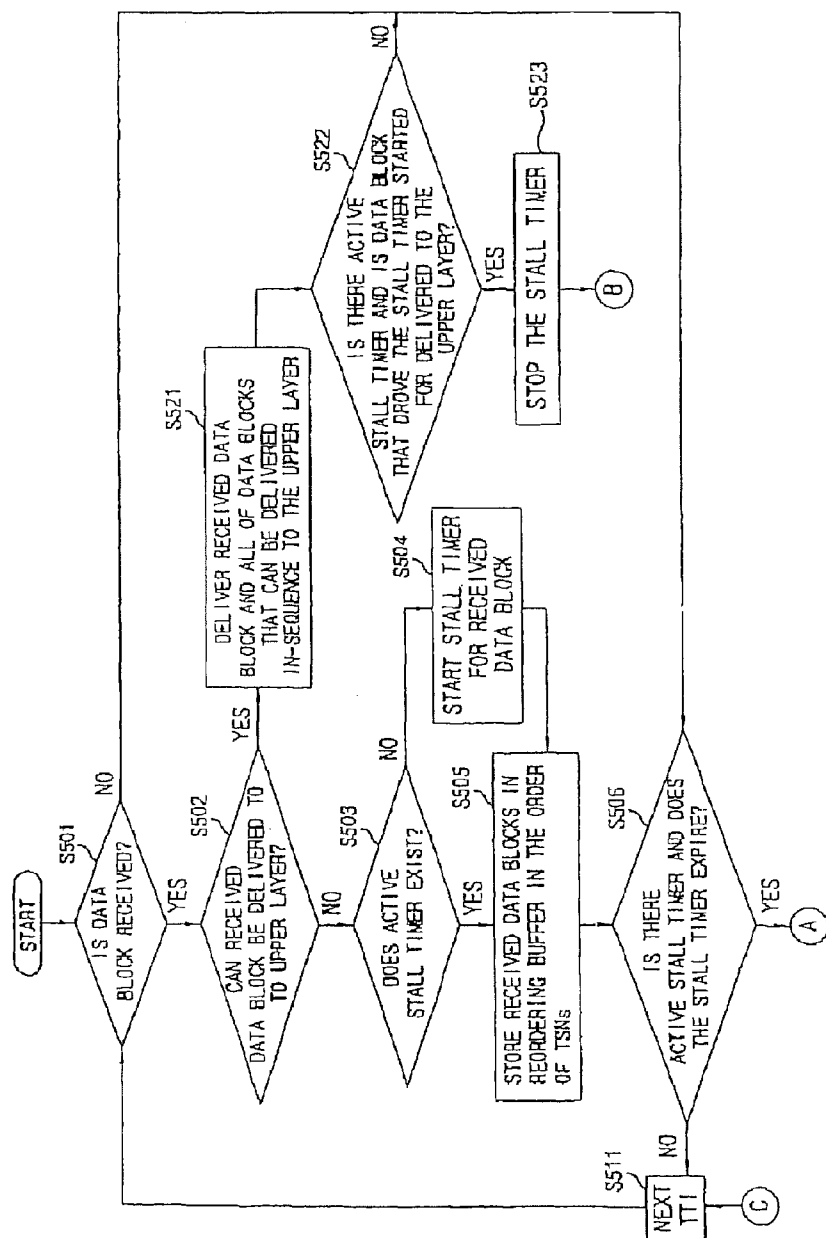 START
S501
IS DATA
BLOCK RECEIVED?
NO
YES
S502
CAN RECEIVED
DATA BLOCK BE DELIVERED TO
TO UPPER LAYER?
YES
NO
S521
DELIVER RECEIVED DATA
BLOCK AND ALL OF DATA BLOCKS
THAT CAN BE DELIVERED
IN-SEQUENCE TO THE UPPER LAYER
S522
IS THERE ACTIVE
STALL TIMER AND IS DATA BLOCK
THAT DROVE THE STALL TIMER STARTED
FOR DELIVERED TO THE
UPPER LAYER?
NO
YES
S523
STOP THE STALL TIMER
B
S503
DOES ACTIVE
STALL TIMER EXIST?
NO
YES
S504
START STALL TIMER
FOR RECEIVED
DATA BLOCK
S505
STORE RECEIVED DATA BLOCKS IN
REORDERING BUFFER IN THE ORDER
OF TSNs
S506
IS THERE
ACTIVE STALL TIMER AND DOES
THE STALL TIMER EXPIRE?
NO
YES
A
S511
NEXT
TTI
C